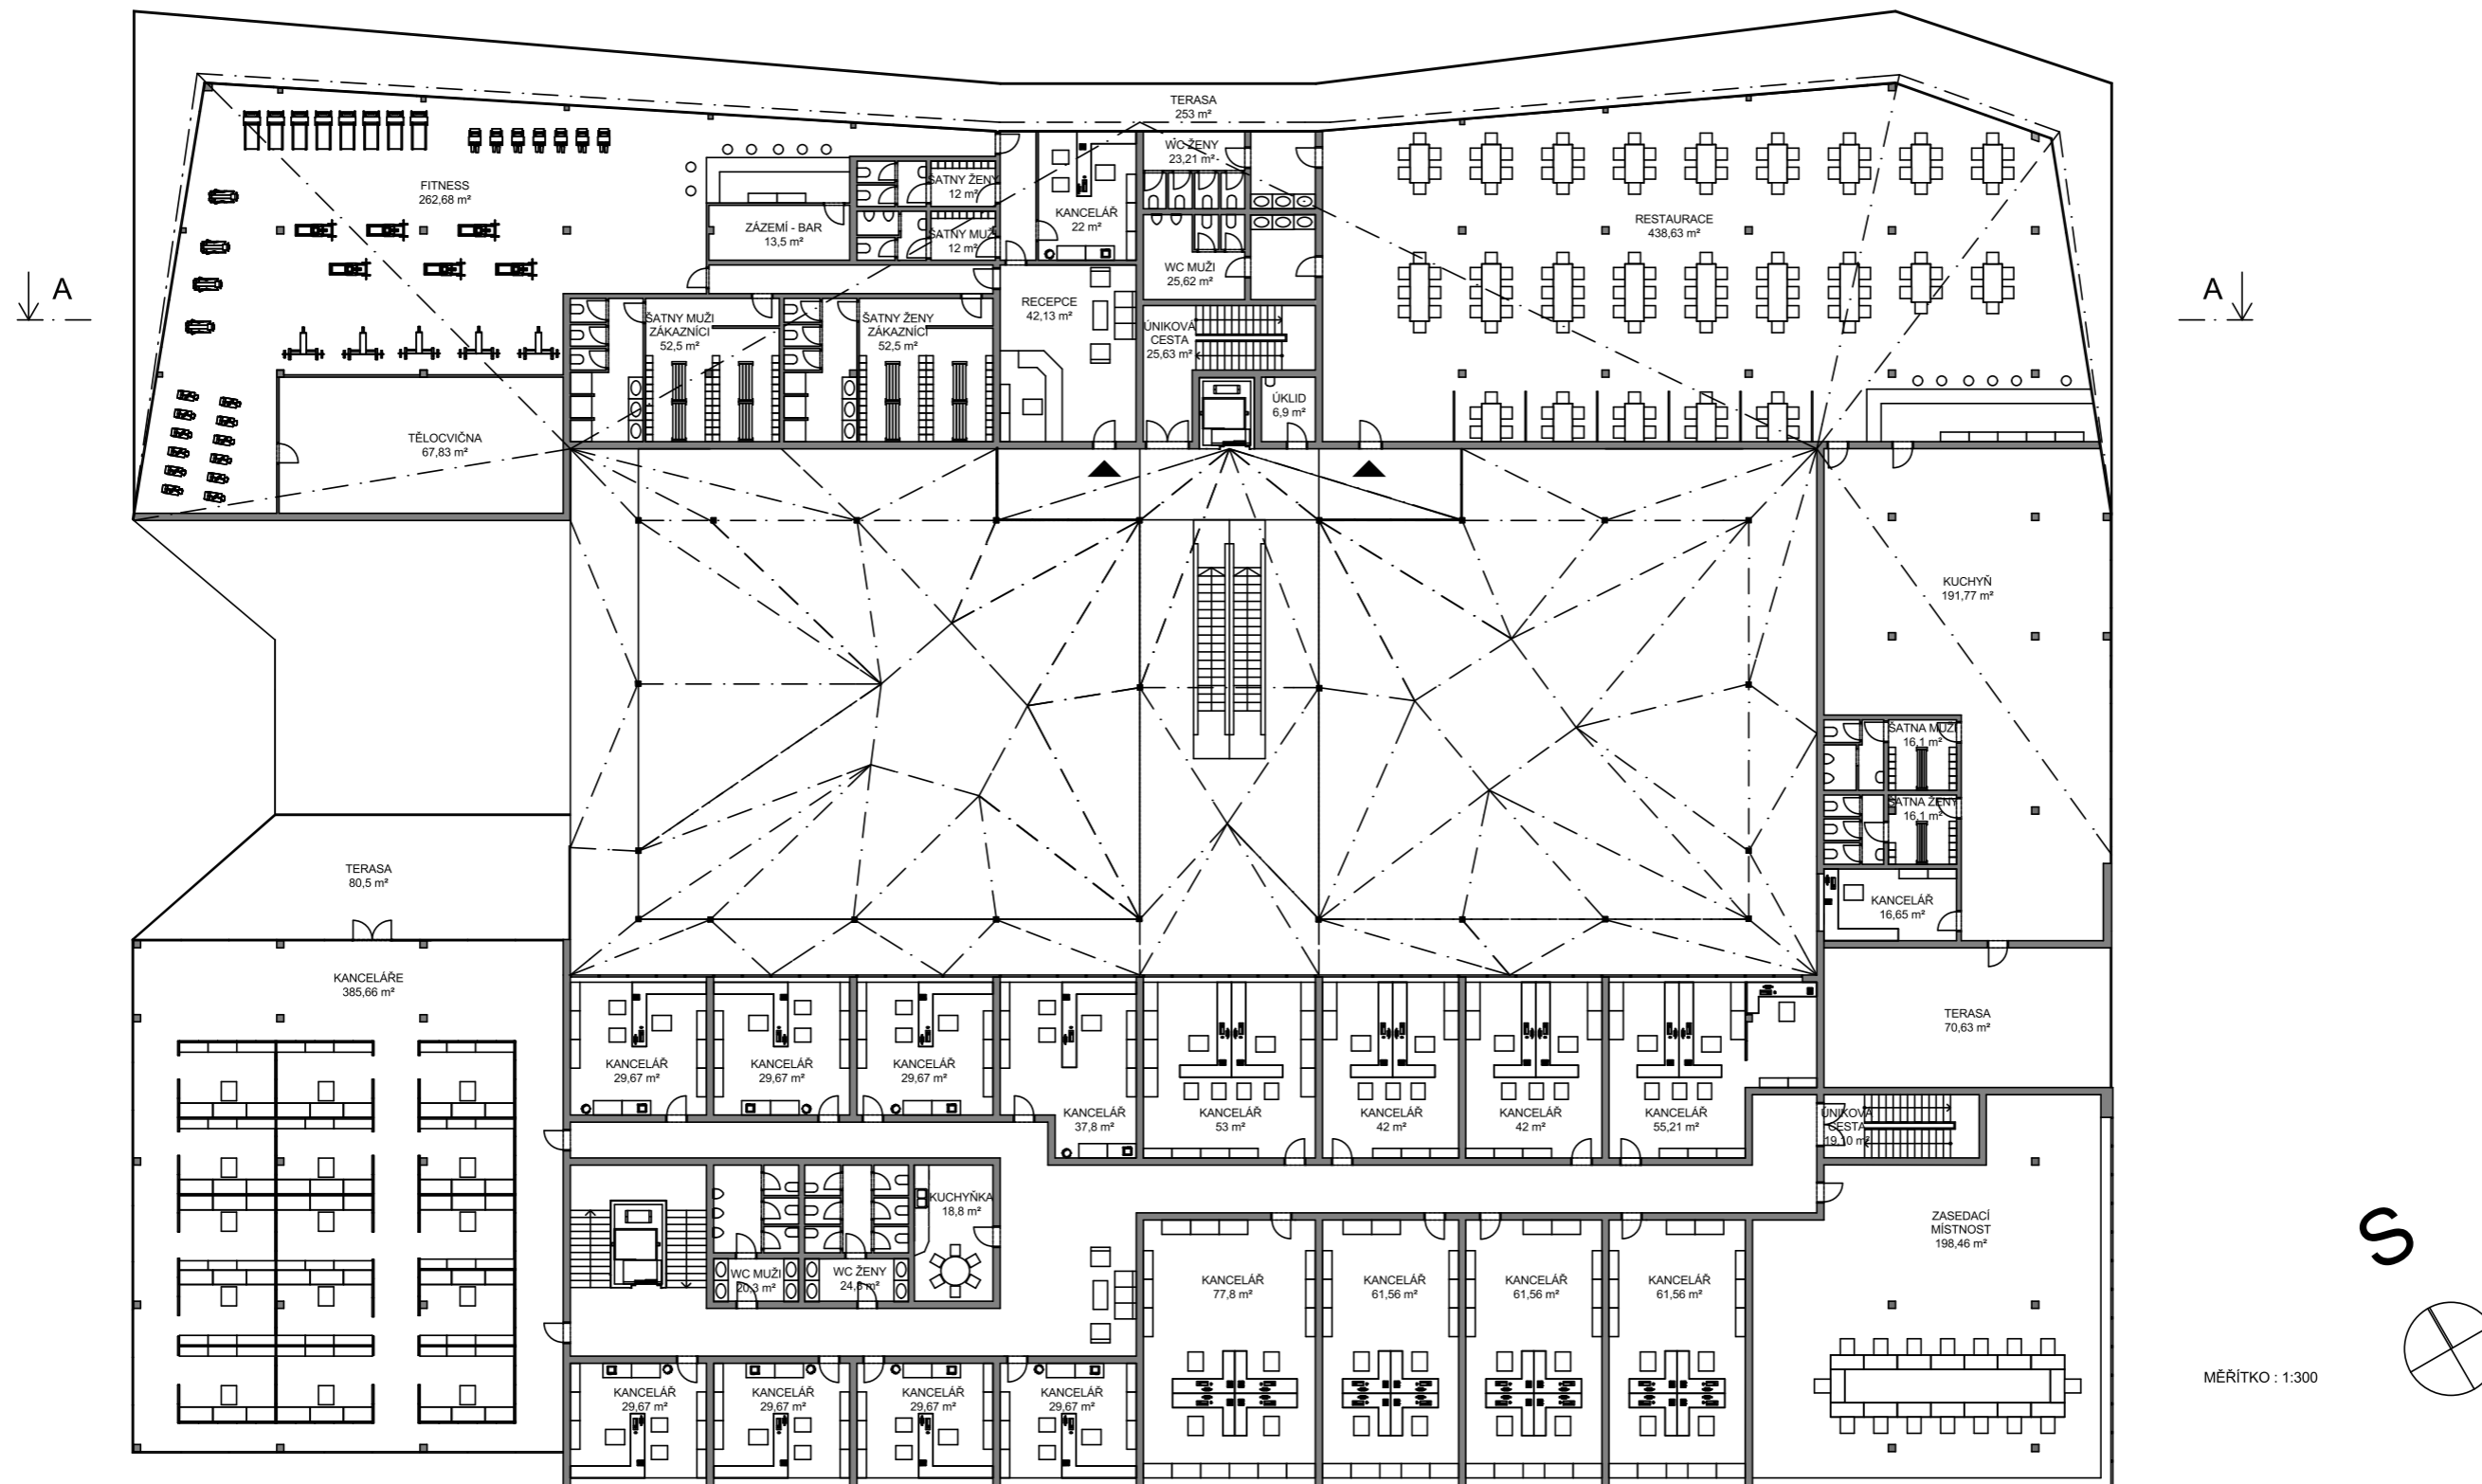 TERASA
253 m²
WC ŽENY
23,21 m²
FITNESS
262,68 m²
ŠATNY ŽENY
12 m²
KANCELÁŘ
22 m²
RESTAURACE
438,63 m²
ZÁZEMÍ - BAR
13,5 m²
ŠATNY MUŽI
12 m²
WC MUŽI
25,62 m²
A
A
RECEPCE
42,13 m²
ŠATNY MUŽI
ZÁKAZNÍCI
52,5 m²
ŠATNY ŽENY
ZÁKAZNÍCI
52,5 m²
ÚNIKOVÁ
CESTA
25,63 m²
ÚKLID
6,9 m²
TĚLOCVIČNA
67,83 m²
KUCHYŇ
191,77 m²
ŠATNA MUŽI
16,1 m²
ŠATNA ŽENY
16,1 m²
TERASA
80,5 m²
KANCELÁŘ
16,65 m²
KANCELÁŘE
385,66 m²
TERASA
70,63 m²
KANCELÁŘ
29,67 m²
KANCELÁŘ
29,67 m²
KANCELÁŘ
29,67 m²
KANCELÁŘ
37,8 m²
KANCELÁŘ
53 m²
KANCELÁŘ
42 m²
KANCELÁŘ
42 m²
KANCELÁŘ
55,21 m²
ÚNIKOVÁ
CESTA
19,10 m²
KUCHYŇKA
18,8 m²
ZASEDACÍ
MÍSTNOST
198,46 m²
S
WC MUŽI
20,3 m²
WC ŽENY
24,8 m²
KANCELÁŘ
77,8 m²
KANCELÁŘ
61,56 m²
KANCELÁŘ
61,56 m²
KANCELÁŘ
61,56 m²
MĚŘÍTKO : 1:300
KANCELÁŘ
29,67 m²
KANCELÁŘ
29,67 m²
KANCELÁŘ
29,67 m²
KANCELÁŘ
29,67 m²